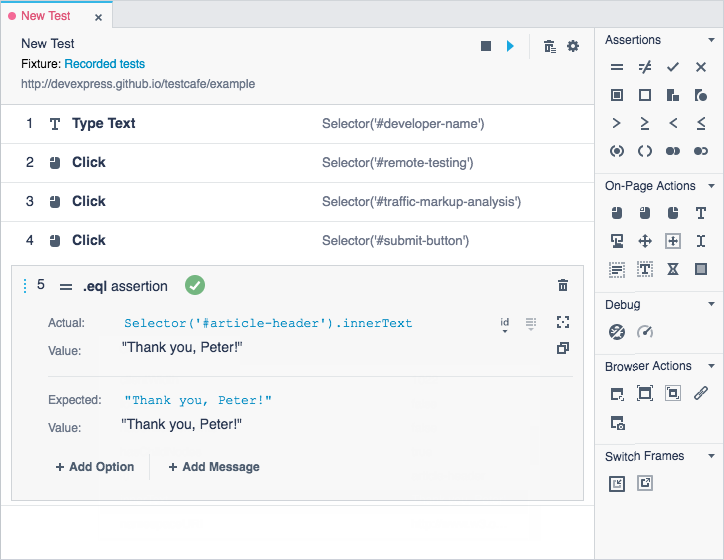 New Test
New Test
Fixture: Recorded tests
http://devexpress.github.io/testcafe/example
1 Type Text Selector('#developer-name')
2 Click Selector('#remote-testing')
3 Click Selector('#traffic-markup-analysis')
4 Click Selector('#submit-button')
5 .eql assertion
Actual: Selector('#article-header').innerText id
Value: "Thank you, Peter!"
Expected: "Thank you, Peter!"
Value: "Thank you, Peter!"
+ Add Option + Add Message
Assertions
On-Page Actions
Debug
Browser Actions
Switch Frames